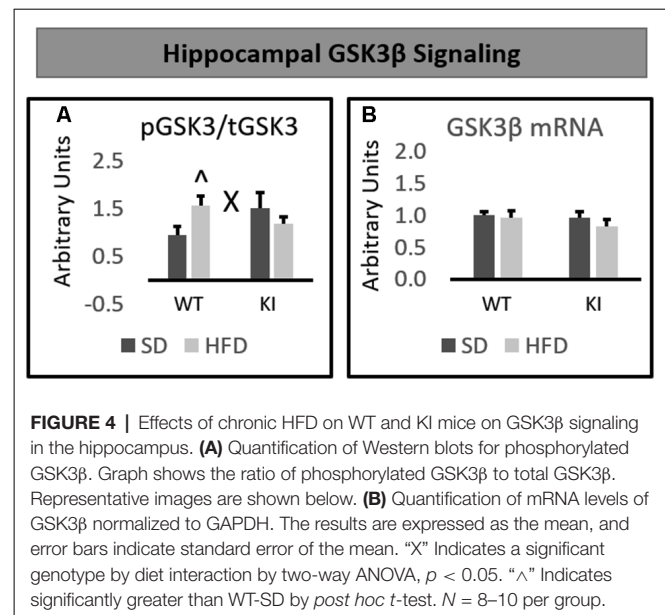 Hippocampal GSK3β Signaling
A
pGSK3/tGSK3
Arbitrary Units
2.5
1.5
0.5
-0.5
^
X
WT KI
SD HFD
B
GSK3β mRNA
Arbitrary Units
2.0
1.5
1.0
0.5
0.0
WT KI
SD HFD
FIGURE 4 | Effects of chronic HFD on WT and KI mice on GSK3β signaling
in the hippocampus. (A) Quantification of Western blots for phosphorylated
GSK3β. Graph shows the ratio of phosphorylated GSK3β to total GSK3β.
Representative images are shown below. (B) Quantification of mRNA levels of
GSK3β normalized to GAPDH. The results are expressed as the mean, and
error bars indicate standard error of the mean. “X” Indicates a significant
genotype by diet interaction by two-way ANOVA, p < 0.05. “∧” Indicates
significantly greater than WT-SD by post hoc t-test. N = 8–10 per group.